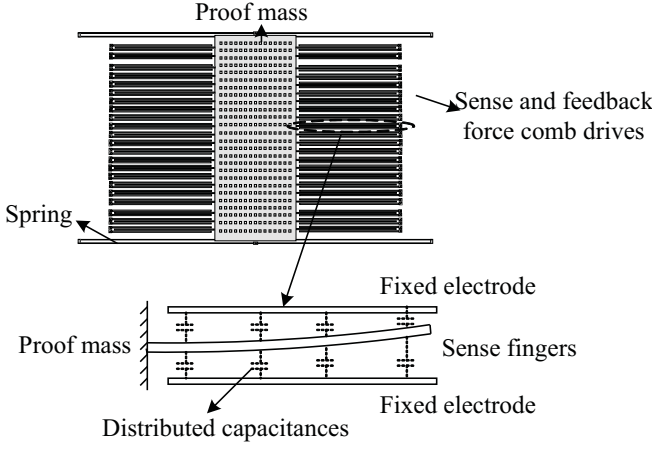 Proof mass
Sense and feedback
force comb drives
Spring
Fixed electrode
Proof mass
Sense fingers
Fixed electrode
Distributed capacitances